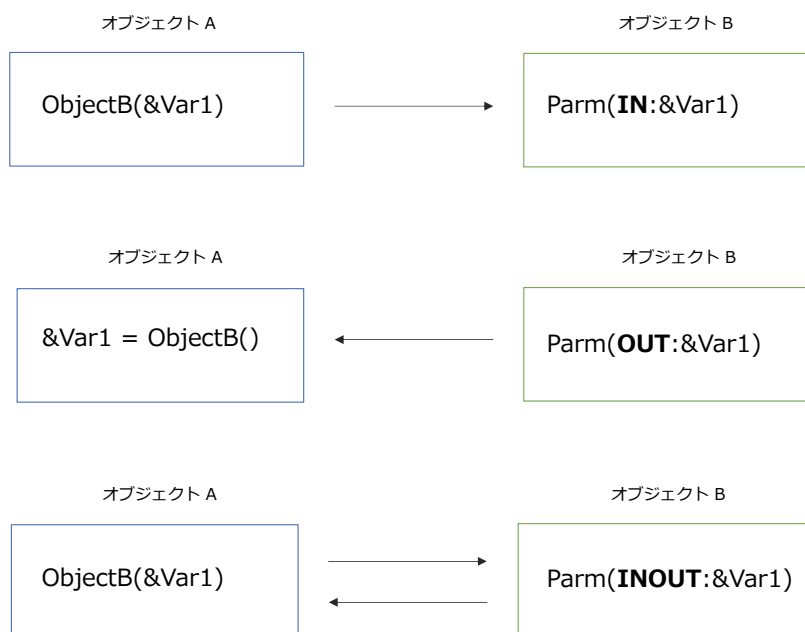 オブジェクト A
オブジェクト B
ObjectB(&Var1)
Parm(IN:&Var1)
オブジェクト A
オブジェクト B
&Var1 = ObjectB()
Parm(OUT:&Var1)
オブジェクト A
オブジェクト B
ObjectB(&Var1)
Parm(INOUT:&Var1)